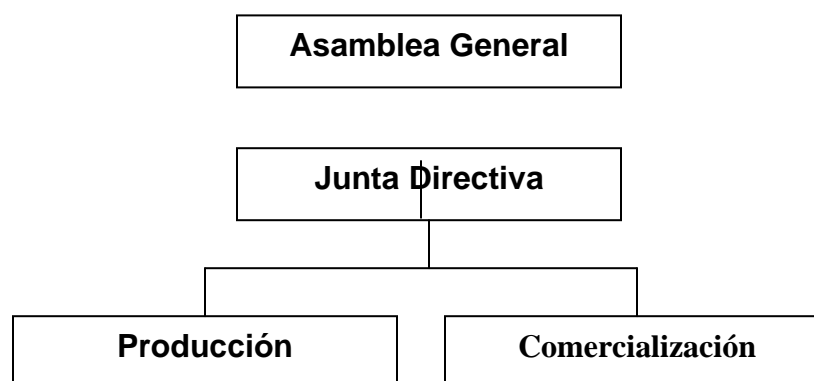 Asamblea General
Junta Directiva
Producción
Comercialización